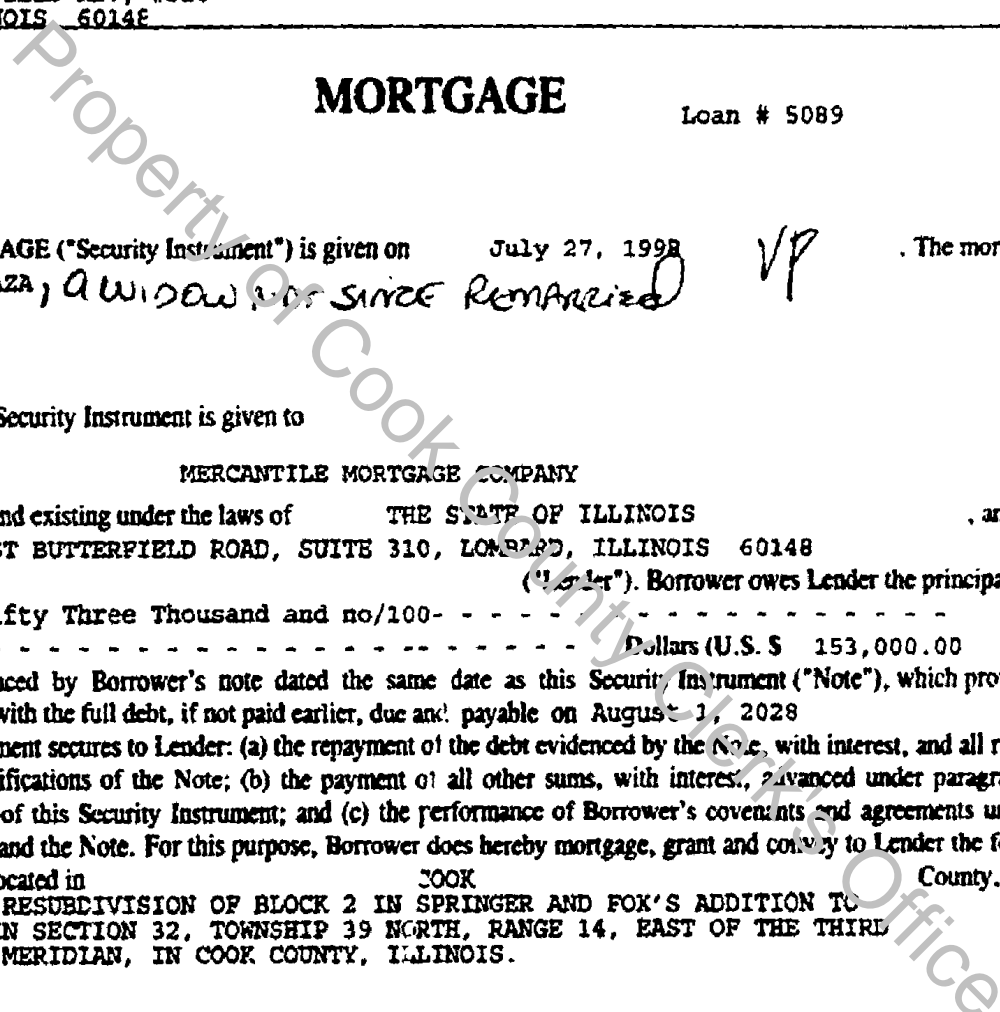 NOIS 60148
MORTGAGE
Loan # 5089
AGE ("Security Instrument") is given on July 27, 1998 VP . The mor
AZA, A WIDOW NOT SINCE REMARRIED
Security Instrument is given to
MERCANTILE MORTGAGE COMPANY
nd existing under the laws of THE STATE OF ILLINOIS , an
ST BUTTERFIELD ROAD, SUITE 310, LOMBARD, ILLINOIS 60148
("Lender"). Borrower owes Lender the principa
ifty Three Thousand and no/100- - - - - - - - - - - - - - - - - - -
- - - - - - - - - - - - - - - - - - - - - Dollars (U.S. $ 153,000.00
nced by Borrower's note dated the same date as this Security Instrument ("Note"), which pro
with the full debt, if not paid earlier, due and payable on August 1, 2028
ment secures to Lender: (a) the repayment of the debt evidenced by the Note, with interest, and all r
ifications of the Note; (b) the payment of all other sums, with interest, advanced under paragra
of this Security Instrument; and (c) the performance of Borrower's covenants and agreements un
and the Note. For this purpose, Borrower does hereby mortgage, grant and convey to Lender the f
ocated in COOK County,
RESUBDIVISION OF BLOCK 2 IN SPRINGER AND FOX'S ADDITION TO
N SECTION 32, TOWNSHIP 39 NORTH, RANGE 14, EAST OF THE THIRD
MERIDIAN, IN COOK COUNTY, ILLINOIS.
Property of Cook County Clerk's Office